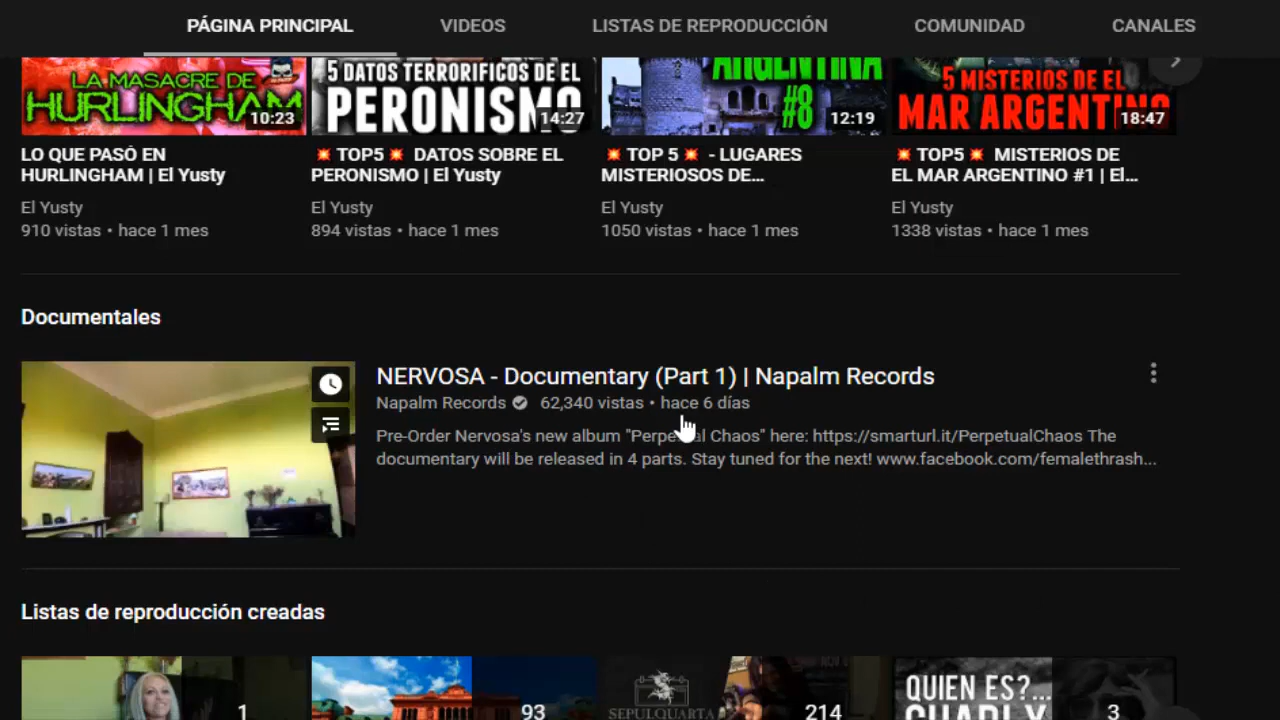 PÁGINA PRINCIPAL VIDEOS LISTAS DE REPRODUCCIÓN COMUNIDAD CANALES
LA MASACRE DE
HURLINGHAM
10:23
5 DATOS TERRORIFICOS DE EL
PERONISMO
14:27
ARGENTINA
#8
12:19
5 MISTERIOS DE EL
MAR ARGENTINO
18:47
LO QUE PASÓ EN
HURLINGHAM | El Yusty
El Yusty
910 vistas • hace 1 mes
💥 TOP5 💥 DATOS SOBRE EL
PERONISMO | El Yusty
El Yusty
894 vistas • hace 1 mes
💥 TOP 5 💥 - LUGARES
MISTERIOSOS DE...
El Yusty
1050 vistas • hace 1 mes
💥 TOP5 💥 MISTERIOS DE
EL MAR ARGENTINO #1 | El...
El Yusty
1338 vistas • hace 1 mes
Documentales
NERVOSA - Documentary (Part 1) | Napalm Records
Napalm Records 62,340 vistas • hace 6 días
Pre-Order Nervosa's new album "Perpetual Chaos" here: https://smarturl.it/PerpetualChaos The
documentary will be released in 4 parts. Stay tuned for the next! www.facebook.com/femalethrash...
Listas de reproducción creadas
1
93
SEPULQUARTA
214
QUIEN ES?...
CHARLY
3